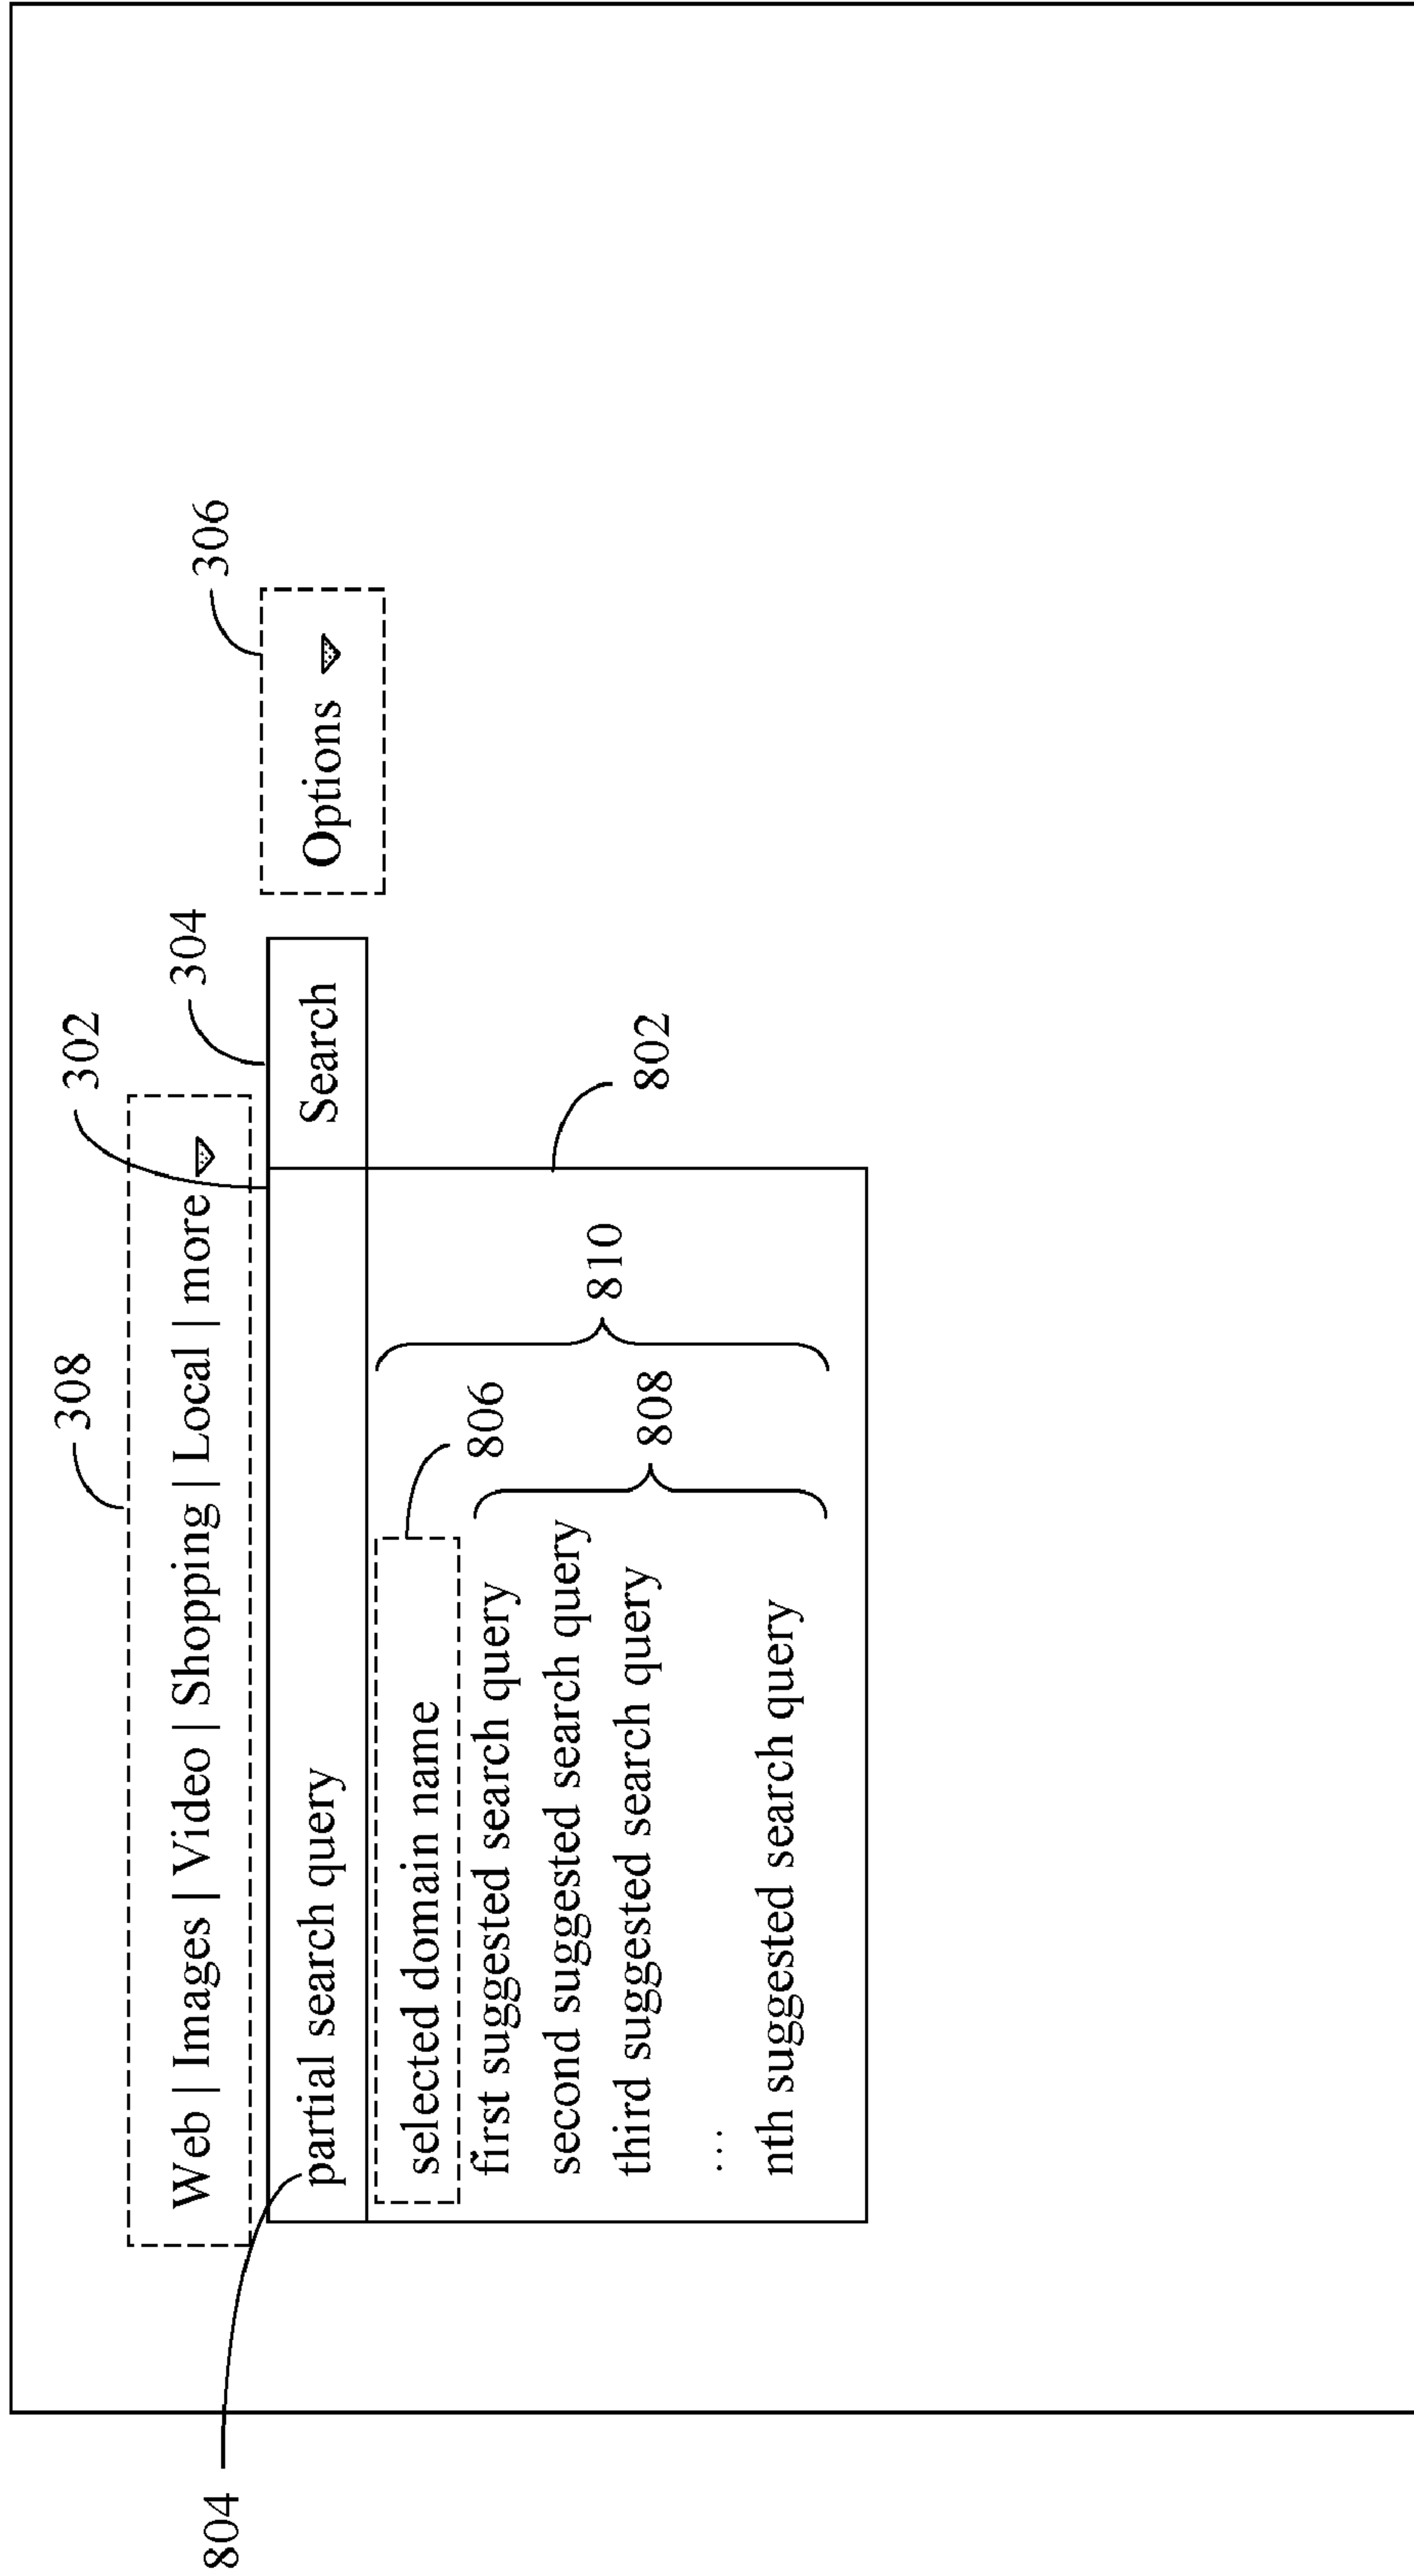 308
302
Web | Images | Video | Shopping | Local | more
304
306
804
partial search query
Search
Options
selected domain name
806
first suggested search query
second suggested search query
third suggested search query
...
nth suggested search query
808
810
802